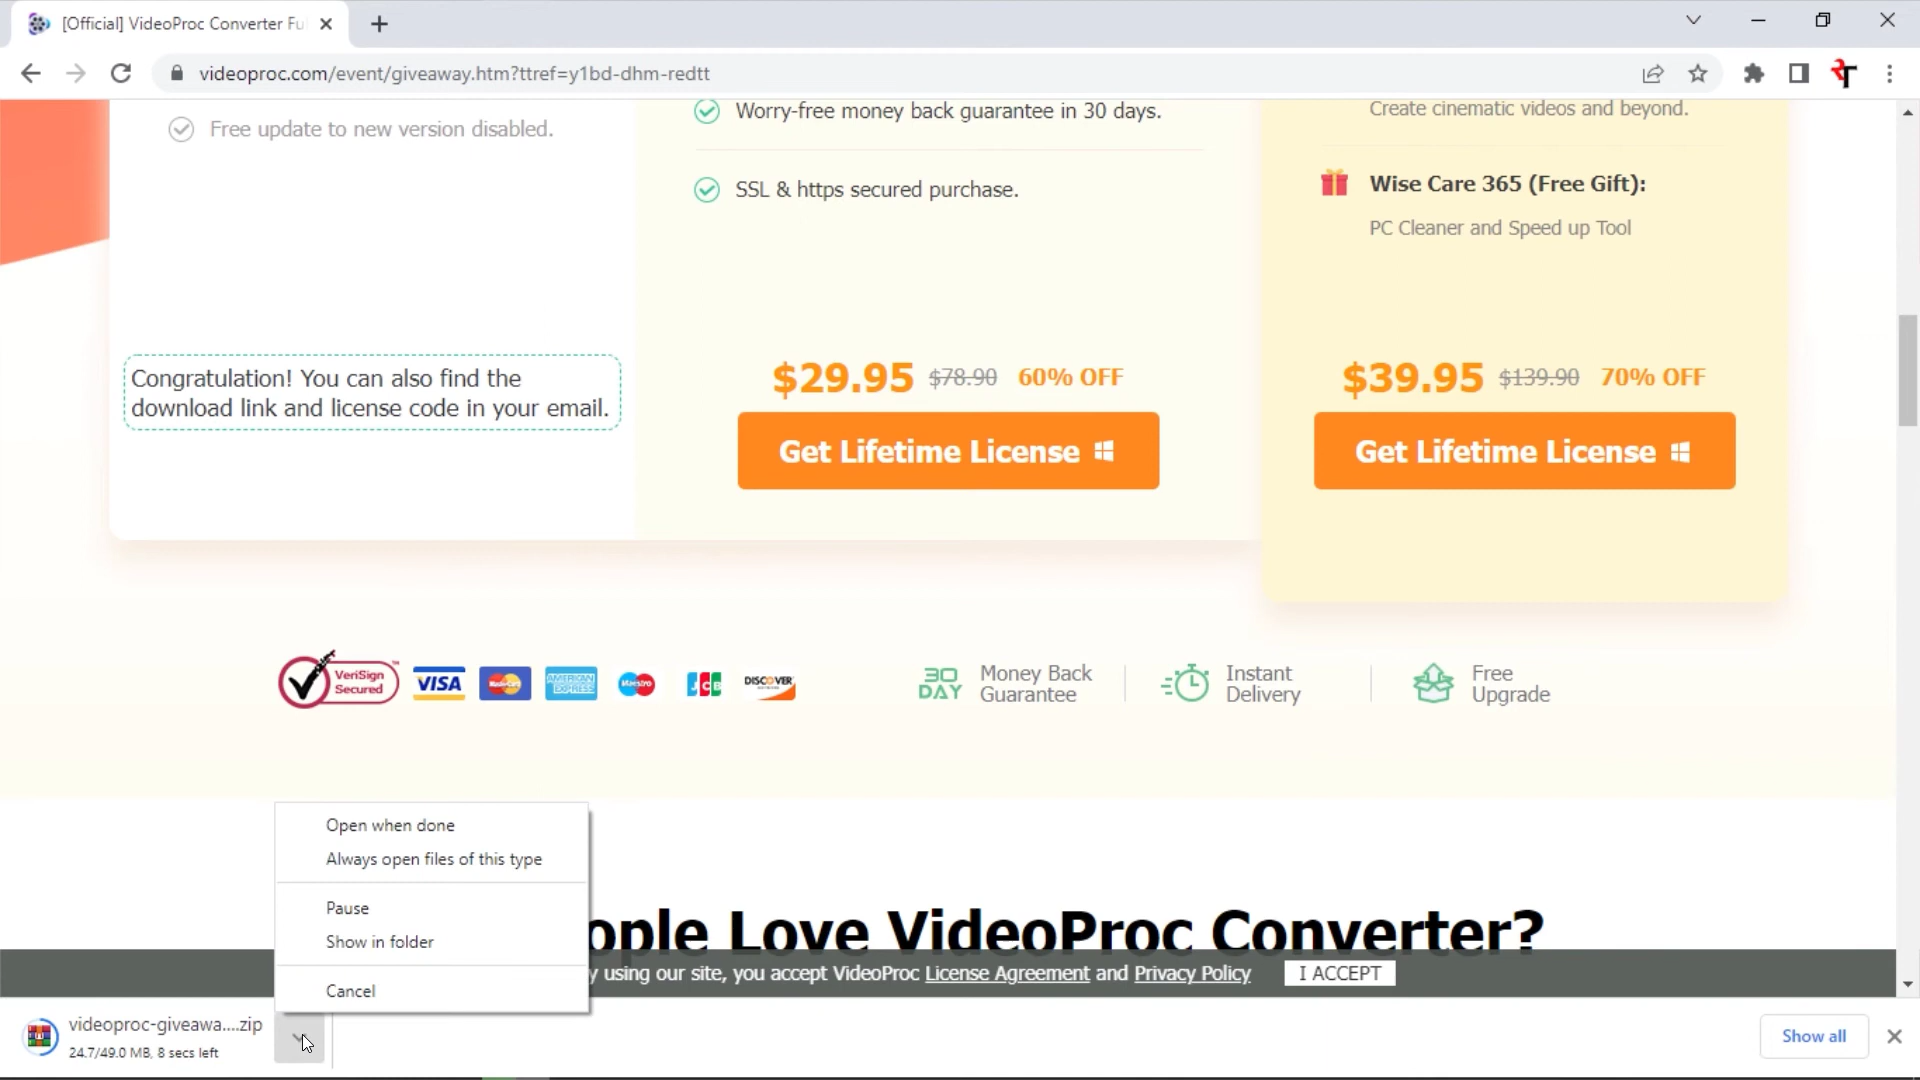 [Official] VideoProc Converter Fu
videoproc.com/event/giveaway.htm?ttref=y1bd-dhm-redtt
Free update to new version disabled.
Worry-free money back guarantee in 30 days.
SSL & https secured purchase.
Create cinematic videos and beyond.
Wise Care 365 (Free Gift):
PC Cleaner and Speed up Tool
Congratulation! You can also find the
download link and license code in your email.
$29.95 $78.90 60% OFF
Get Lifetime License
$39.95 $139.90 70% OFF
Get Lifetime License
VeriSign
Secured
VISA
MasterCard
AMERICAN
EXPRESS
Maestro
JCB
DISCOVER
30
DAY
Money Back
Guarantee
Instant
Delivery
Free
Upgrade
Open when done
Always open files of this type
Pause
Show in folder
Cancel
ople Love VideoProc Converter?
y using our site, you accept VideoProc License Agreement and Privacy Policy
I ACCEPT
videoproc-giveawa....zip
24.7/49.0 MB, 8 secs left
Show all